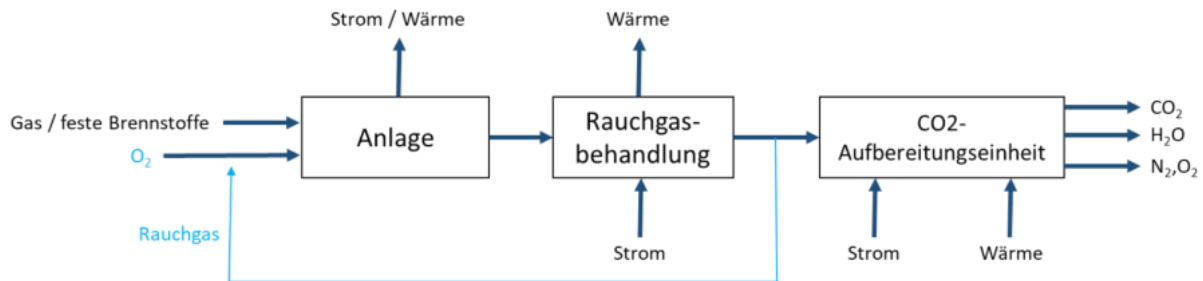 Strom / Wärme
Wärme
Gas / feste Brennstoffe
O₂
Anlage
Rauchgas-
behandlung
CO2-
Aufbereitungseinheit
CO₂
H₂O
N₂,O₂
Rauchgas
Strom
Strom
Wärme